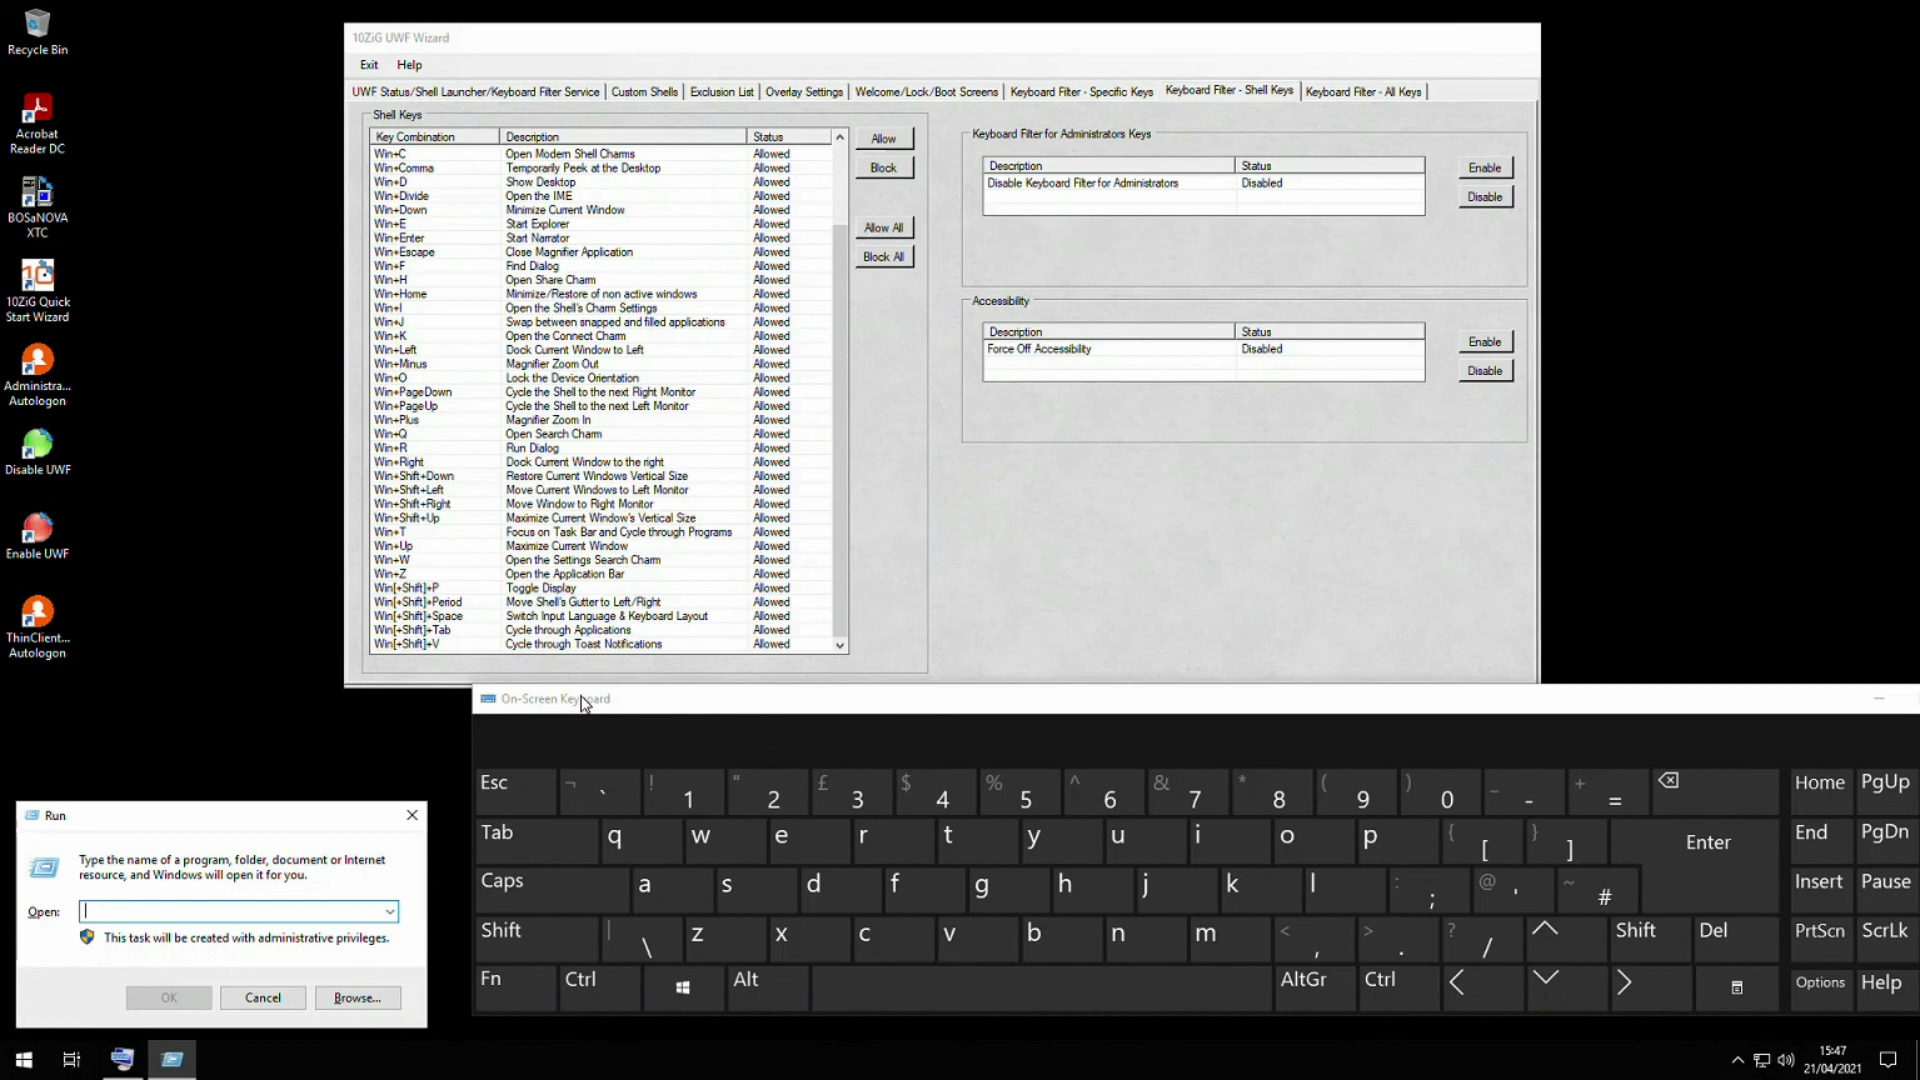 Recycle Bin
Acrobat
Reader DC
BOSaNOVA
XTC
10ZiG Quick
Start Wizard
Administra...
Autologon
Disable UWF
Enable UWF
ThinClient...
Autologon
10ZiG UWF Wizard
Exit Help
UWF Status/Shell Launcher/Keyboard Filter Service Custom Shells Exclusion List Overlay Settings Welcome/Lock/Boot Screens Keyboard Filter - Specific Keys Keyboard Filter - Shell Keys Keyboard Filter - All Keys
Shell Keys
Key Combination Description Status
Win+C Open Modern Shell Charms Allowed
Win+Comma Temporarily Peek at the Desktop Allowed
Win+D Show Desktop Allowed
Win+Divide Open the IME Allowed
Win+Down Minimize Current Window Allowed
Win+E Start Explorer Allowed
Win+Enter Start Narrator Allowed
Win+Escape Close Magnifier Application Allowed
Win+F Find Dialog Allowed
Win+H Open Share Charm Allowed
Win+Home Minimize/Restore of non active windows Allowed
Win+I Open the Shell's Charm Settings Allowed
Win+J Swap between snapped and filled applications Allowed
Win+K Open the Connect Charm Allowed
Win+Left Dock Current Window to Left Allowed
Win+Minus Magnifier Zoom Out Allowed
Win+O Lock the Device Orientation Allowed
Win+PageDown Cycle the Shell to the next Right Monitor Allowed
Win+PageUp Cycle the Shell to the next Left Monitor Allowed
Win+Plus Magnifier Zoom In Allowed
Win+Q Open Search Charm Allowed
Win+R Run Dialog Allowed
Win+Right Dock Current Window to the right Allowed
Win+Shift+Down Restore Current Windows Vertical Size Allowed
Win+Shift+Left Move Current Windows to Left Monitor Allowed
Win+Shift+Right Move Window to Right Monitor Allowed
Win+Shift+Up Maximize Current Window's Vertical Size Allowed
Win+T Focus on Task Bar and Cycle through Programs Allowed
Win+Up Maximize Current Window Allowed
Win+W Open the Settings Search Charm Allowed
Win+Z Open the Application Bar Allowed
Win[+Shift]+P Toggle Display Allowed
Win[+Shift]+Period Move Shell's Gutter to Left/Right Allowed
Win[+Shift]+Space Switch Input Language & Keyboard Layout Allowed
Win[+Shift]+Tab Cycle through Applications Allowed
Win[+Shift]+V Cycle through Toast Notifications Allowed
Allow
Block
Allow All
Block All
Keyboard Filter for Administrators Keys
Description Status
Disable Keyboard Filter for Administrators Disabled
Enable
Disable
Accessibility
Description Status
Force Off Accessibility Disabled
Enable
Disable
On-Screen Keyboard
Esc ¬ ` ! 1 " 2 £ 3 $ 4 % 5 ^ 6 & 7 * 8 ( 9 ) 0 _ - + = Home PgUp
Tab q w e r t y u i o p { [ } ] Enter End PgDn
Caps a s d f g h j k l : ; @ ' ~ # Insert Pause
Shift | \ z x c v b n m < , > . ? / Shift Del PrtScn ScrLk
Fn Ctrl Alt AltGr Ctrl Options Help
Run
Type the name of a program, folder, document or Internet
resource, and Windows will open it for you.
Open:
This task will be created with administrative privileges.
OK Cancel Browse...
15:47
21/04/2021